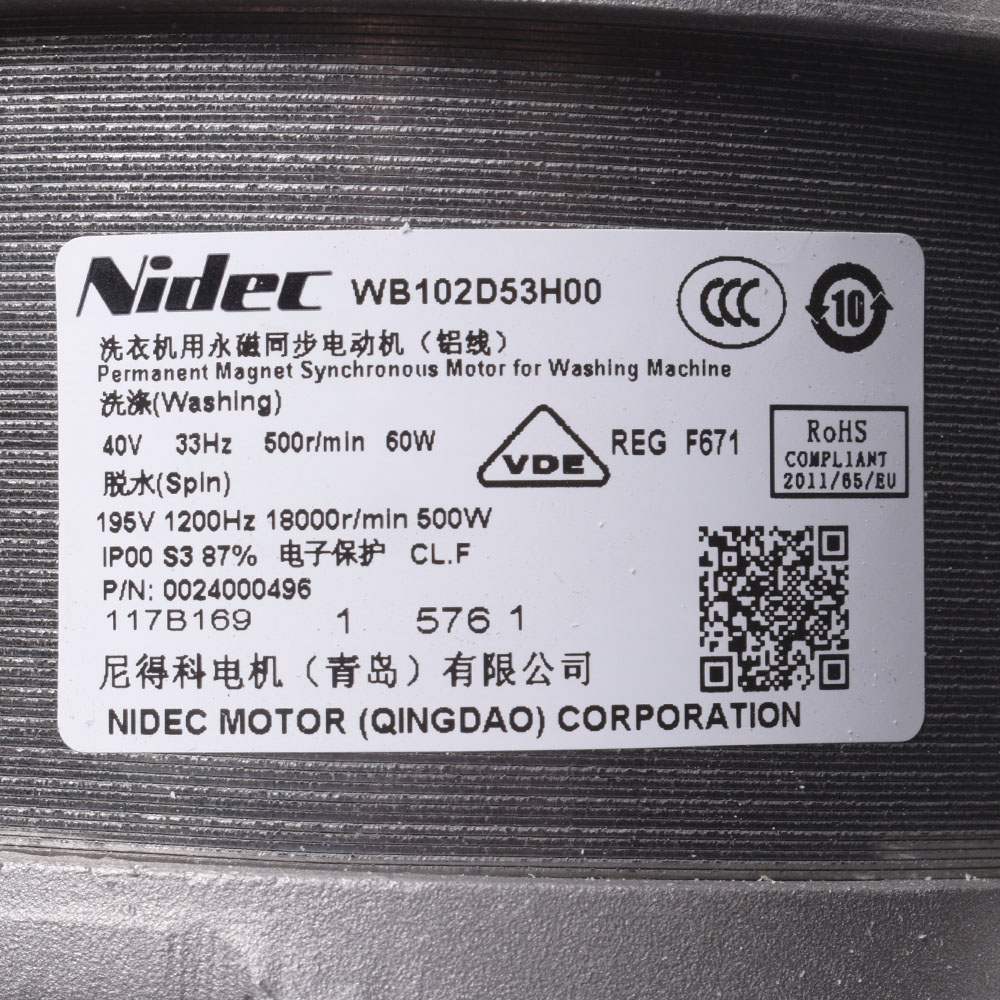 Nidec WB102D53H00
CCC
10
洗衣机用永磁同步电动机（铝线）
Permanent Magnet Synchronous Motor for Washing Machine
洗涤(Washing)
40V 33Hz 500r/min 60W
VDE REG F671
RoHS
COMPLIANT
2011/65/EU
脱水(Spin)
195V 1200Hz 18000r/min 500W
IP00 S3 87% 电子保护 CL.F
P/N: 0024000496
117B169 1 576 1
尼得科电机（青岛）有限公司
NIDEC MOTOR (QINGDAO) CORPORATION